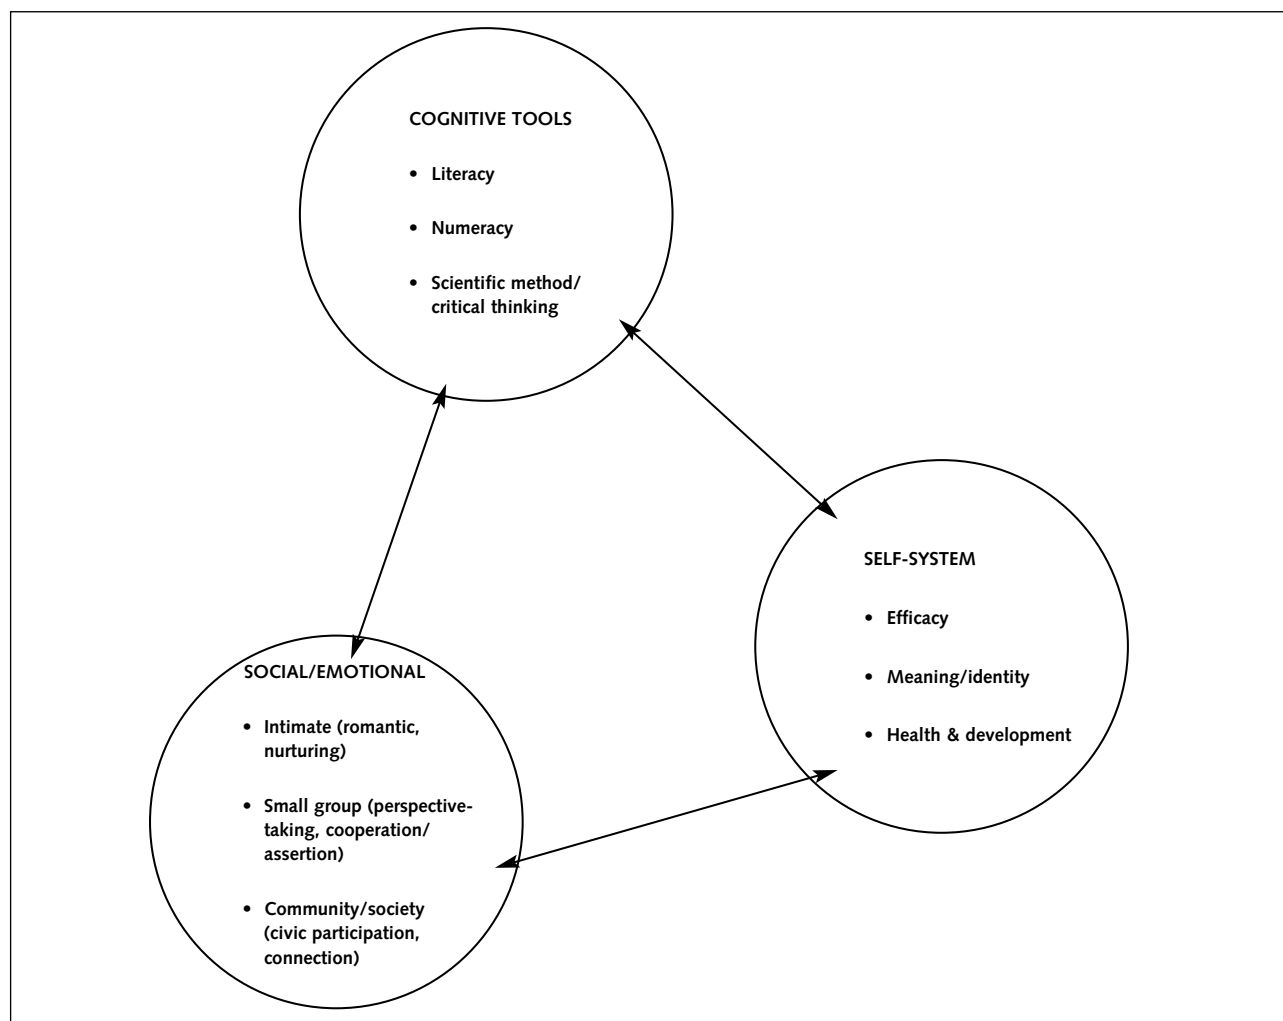 COGNITIVE TOOLS
• Literacy
• Numeracy
• Scientific method/
critical thinking
SELF-SYSTEM
• Efficacy
• Meaning/identity
• Health & development
SOCIAL/EMOTIONAL
• Intimate (romantic,
nurturing)
• Small group (perspective-
taking, cooperation/
assertion)
• Community/society
(civic participation,
connection)